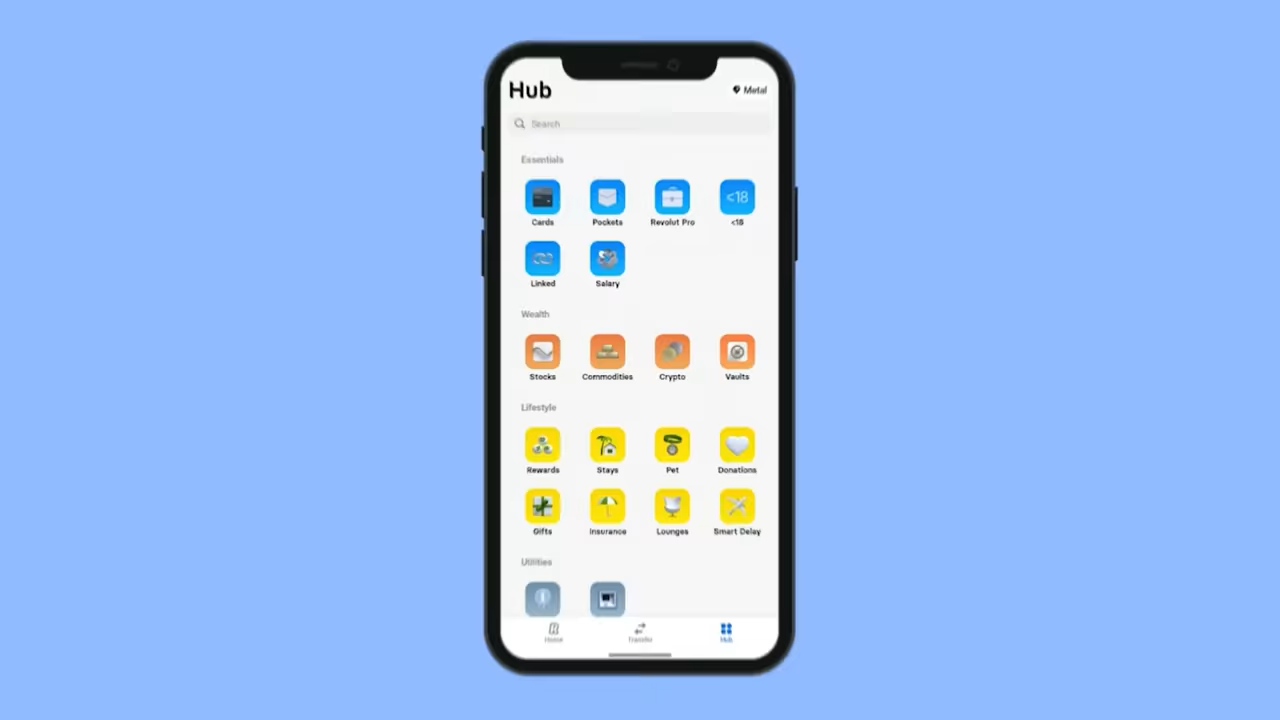 Hub
Metal
Search
Essentials
Cards Pockets Revolut Pro <18
<18
Linked Salary
Wealth
Stocks Commodities Crypto Vaults
Lifestyle
Rewards Stays Pet Donations
Gifts Insurance Lounges Smart Delay
Utilities
Home Transfer Hub